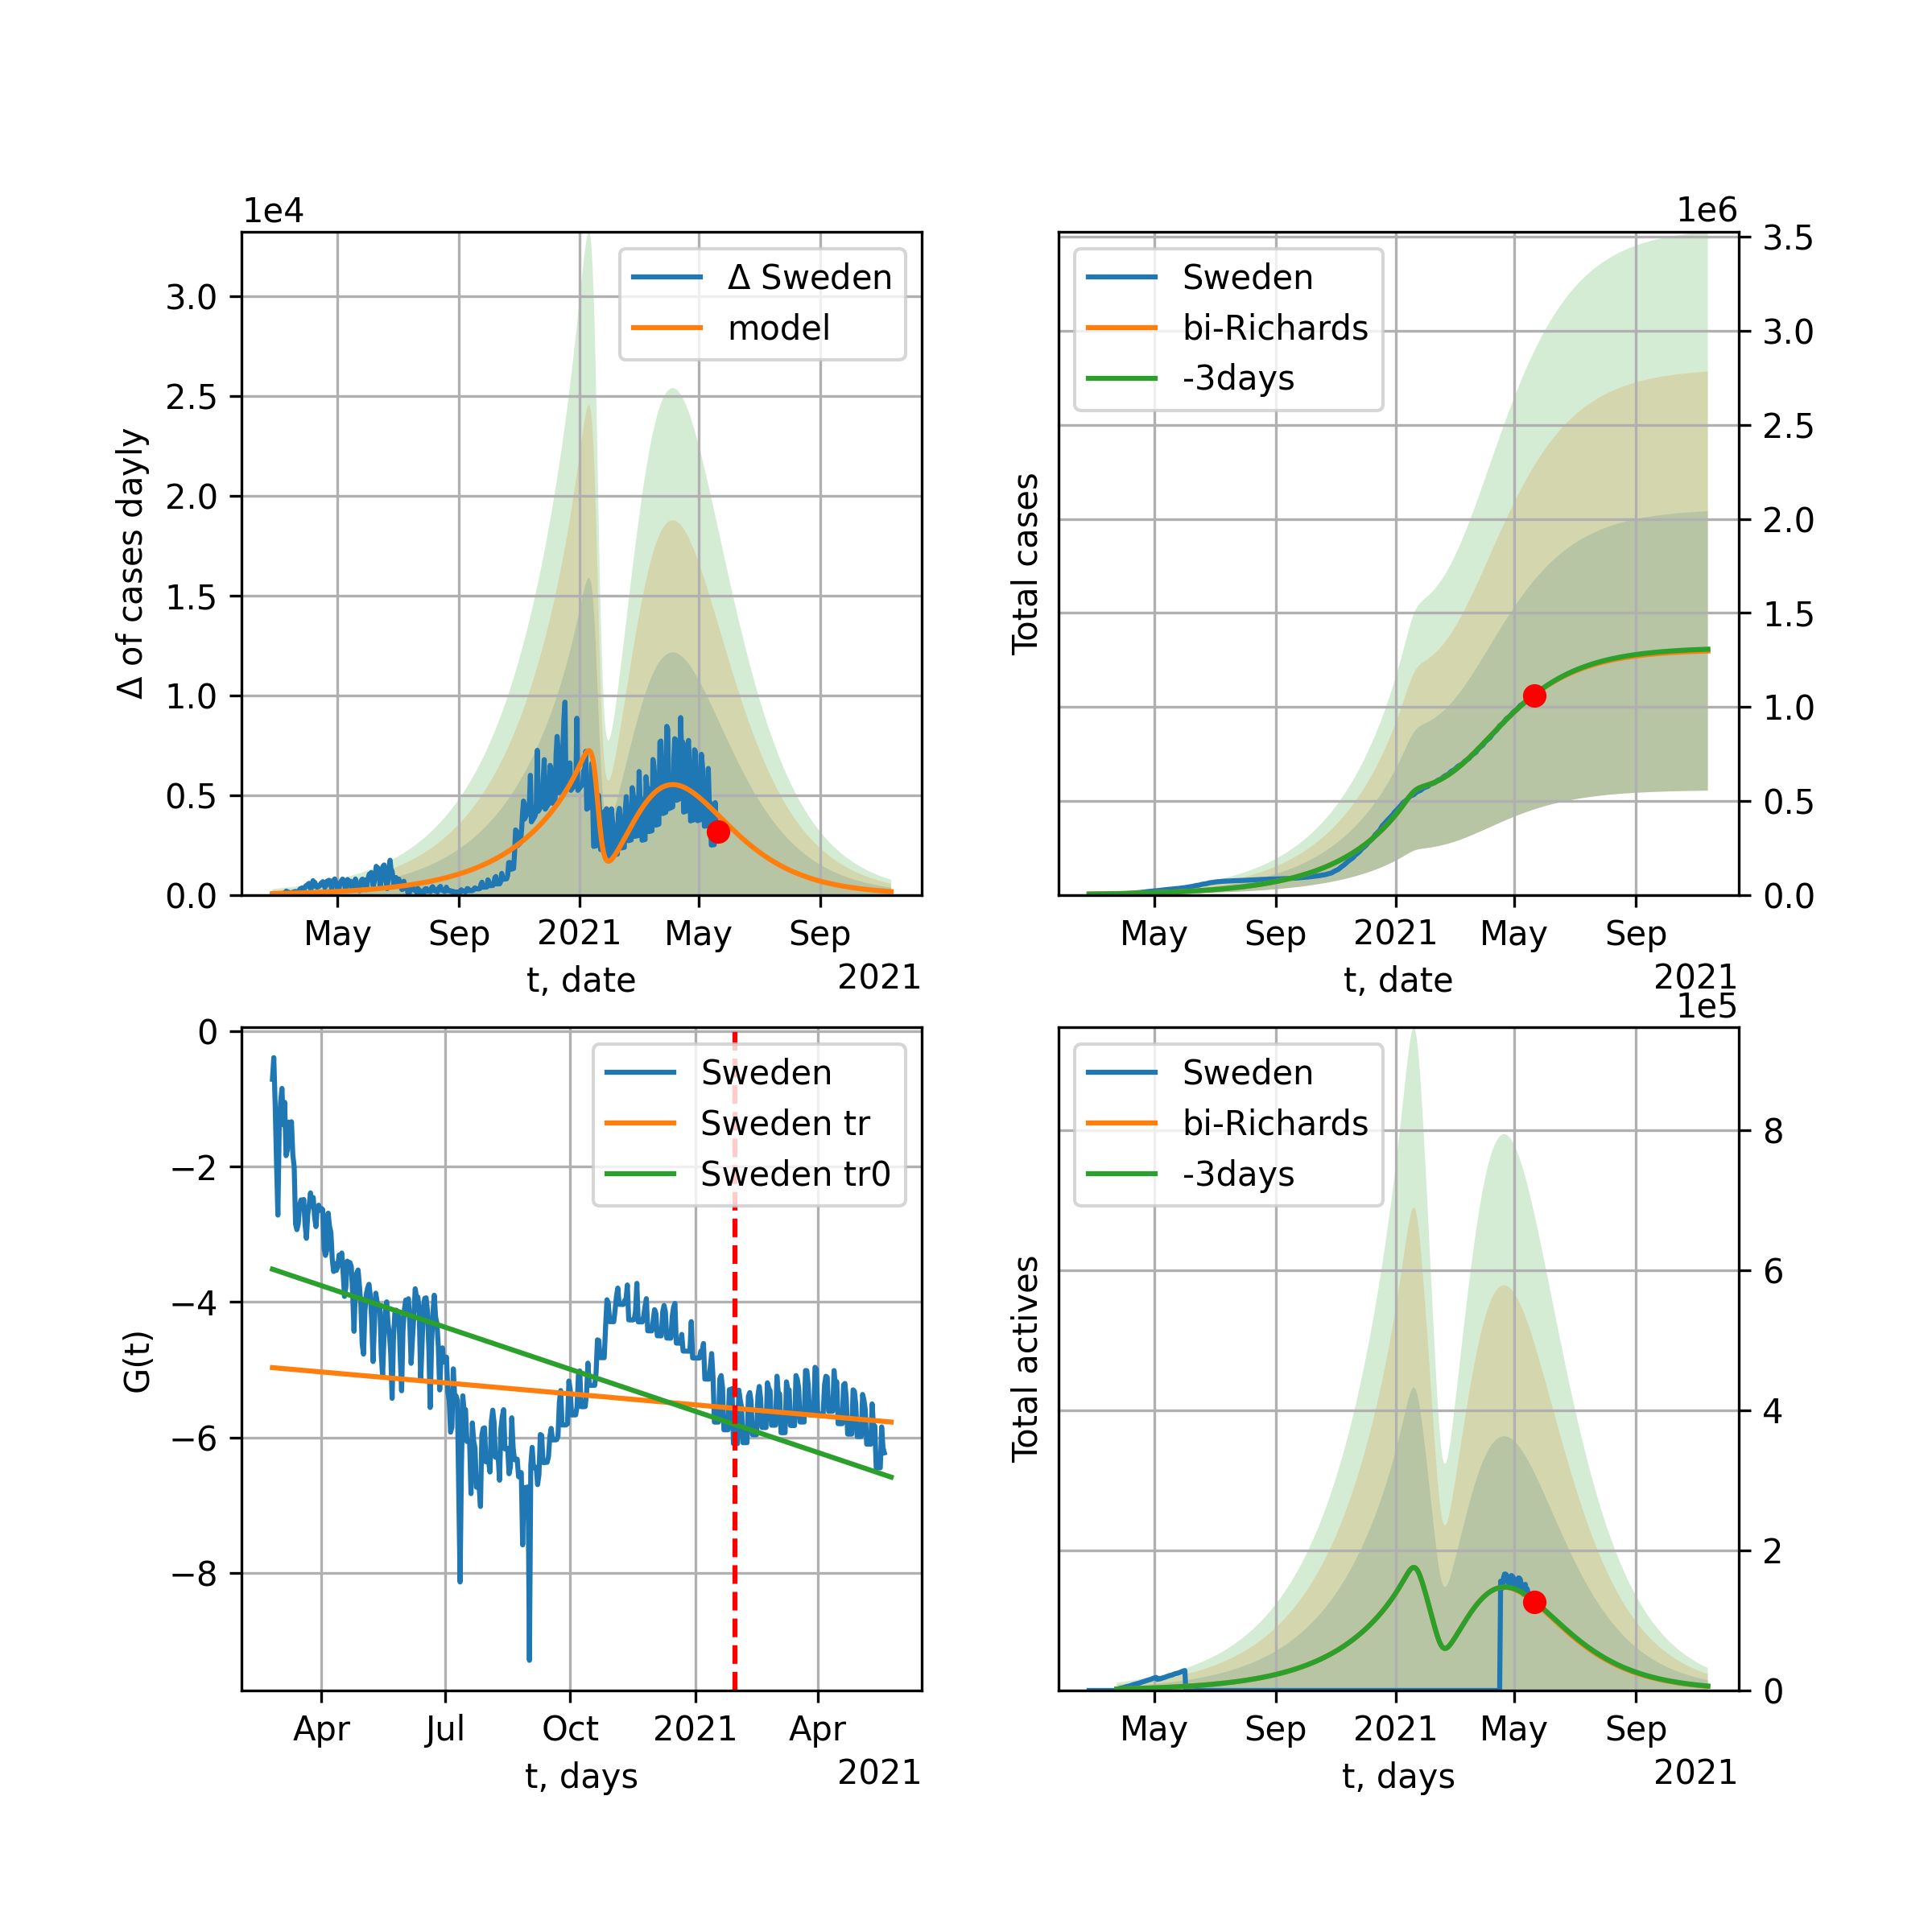 1e4
3.0
2.5
2.0
1.5
1.0
0.5
0.0
Δ of cases dayly
Δ Sweden
model
May Sep 2021 May Sep
t, date
2021
1e6
3.5
3.0
2.5
2.0
1.5
1.0
0.5
0.0
Total cases
Sweden
bi-Richards
-3days
May Sep 2021 May Sep
t, date
2021
0
−2
−4
−6
−8
G(t)
Sweden
Sweden tr
Sweden tr0
Apr Jul Oct 2021 Apr
t, days
2021
1e5
8
6
4
2
0
Total actives
Sweden
bi-Richards
-3days
May Sep 2021 May Sep
t, days
2021